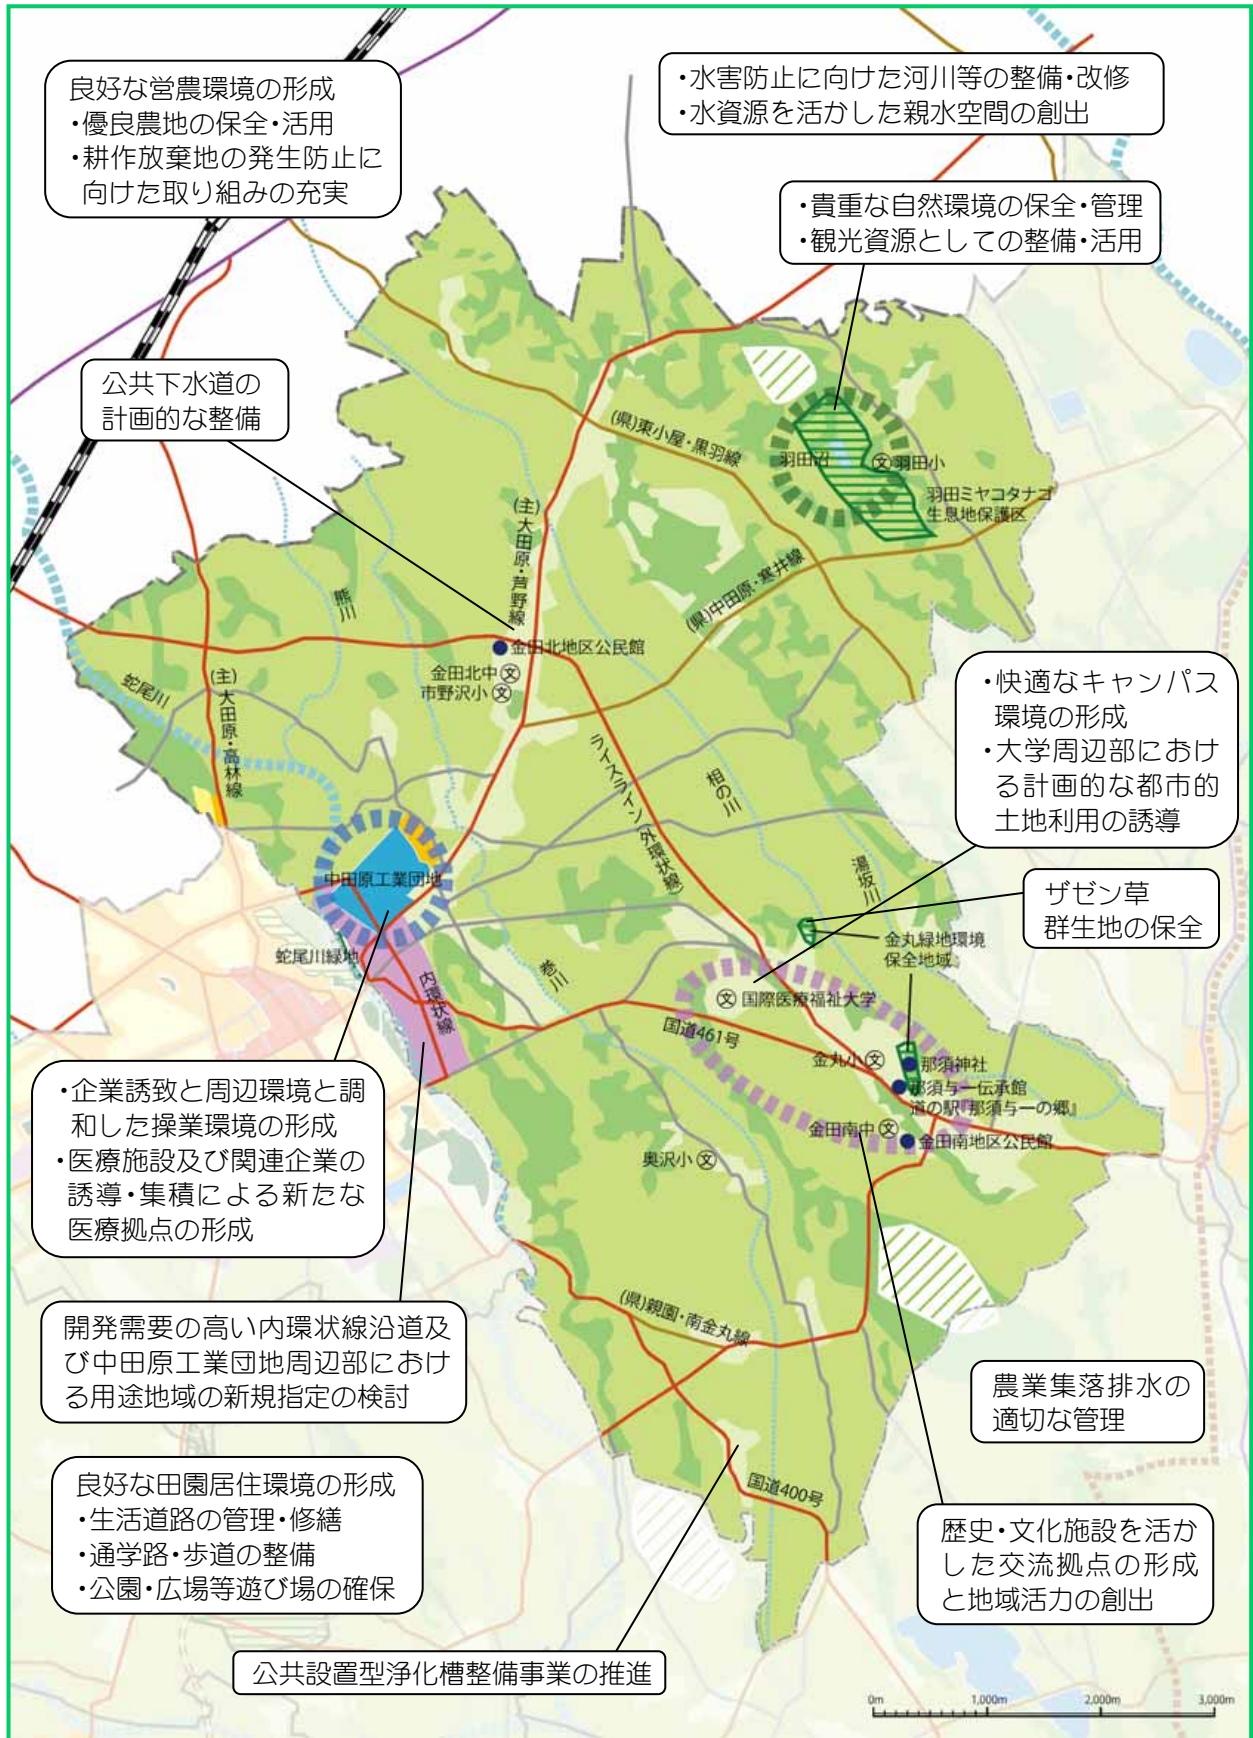 良好な営農環境の形成
・優良農地の保全・活用
・耕作放棄地の発生防止に
向けた取り組みの充実
・水害防止に向けた河川等の整備・改修
・水資源を活かした親水空間の創出
・貴重な自然環境の保全・管理
・観光資源としての整備・活用
公共下水道の
計画的な整備
(県)東小屋・黒羽線
羽田沼
文 羽田小
羽田ミヤコタナゴ
生息地保護区
(主)大田原・芦野線
(県)中田原・寒井線
熊川
金田北地区公民館
金田北中 文
市野沢小 文
蛇尾川
(主)大田原・高林線
ライスライン(外環状線)
相の川
湯坂川
・快適なキャンパス
環境の形成
・大学周辺部におけ
る計画的な都市的
土地利用の誘導
中田原工業団地
ザゼン草
群生地の保全
金丸緑地環境
保全地域
蛇尾川緑地
内環状線
巻川
文 国際医療福祉大学
国道461号
金丸小 文
那須神社
那須与一伝承館
道の駅『那須与一の郷』
金田南中 文
金田南地区公民館
奥沢小 文
・企業誘致と周辺環境と調
和した操業環境の形成
・医療施設及び関連企業の
誘導・集積による新たな
医療拠点の形成
開発需要の高い内環状線沿道及
び中田原工業団地周辺部におけ
る用途地域の新規指定の検討
(県)親園・南金丸線
農業集落排水の
適切な管理
良好な田園居住環境の形成
・生活道路の管理・修繕
・通学路・歩道の整備
・公園・広場等遊び場の確保
国道400号
歴史・文化施設を活か
した交流拠点の形成
と地域活力の創出
公共設置型浄化槽整備事業の推進
0m 1,000m 2,000m 3,000m